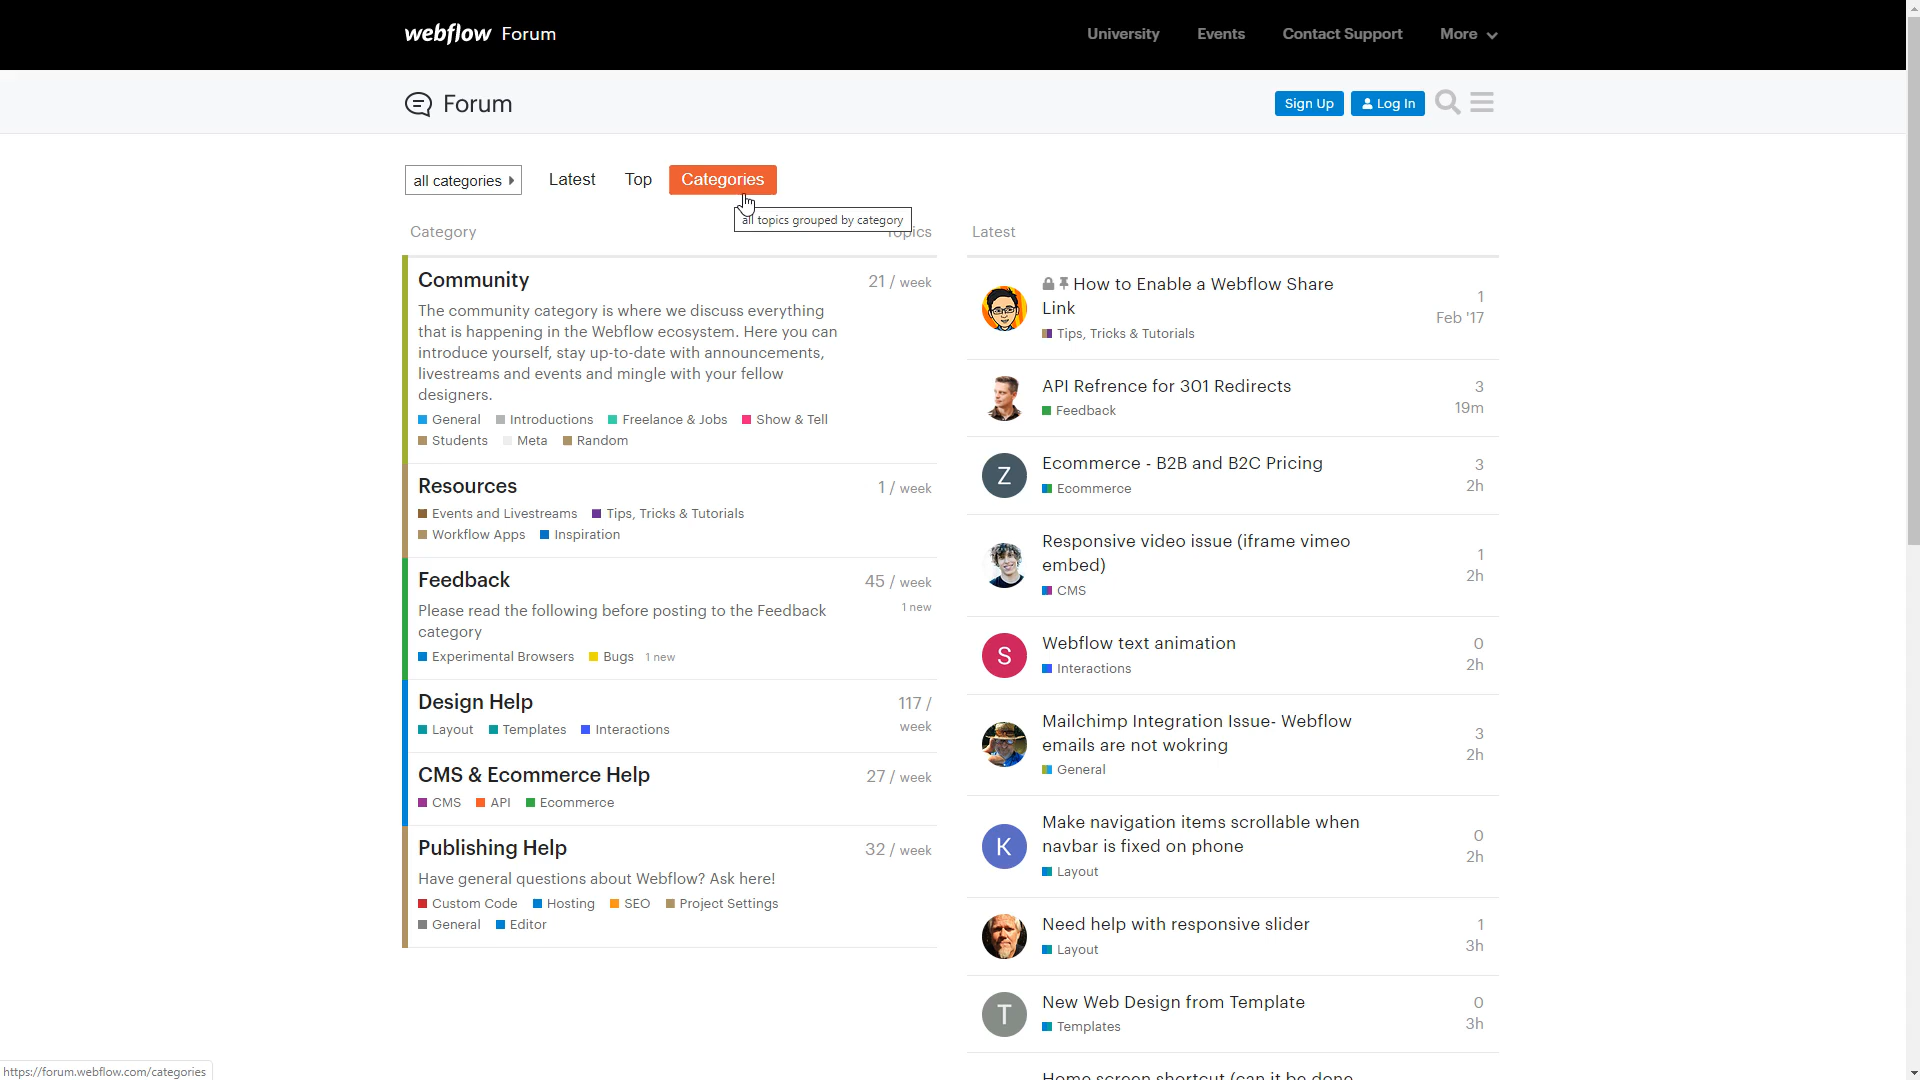 webflow Forum
University Events Contact Support More
Forum
Sign Up Log In
all categories Latest Top Categories
all topics grouped by category
Category Topics
Community 21 / week
The community category is where we discuss everything
that is happening in the Webflow ecosystem. Here you can
introduce yourself, stay up-to-date with announcements,
livestreams and events and mingle with your fellow
designers.
General Introductions Freelance & Jobs Show & Tell
Students Meta Random
Resources 1 / week
Events and Livestreams Tips, Tricks & Tutorials
Workflow Apps Inspiration
Feedback 45 / week
1 new
Please read the following before posting to the Feedback
category
Experimental Browsers Bugs 1 new
Design Help 117 /
week
Layout Templates Interactions
CMS & Ecommerce Help 27 / week
CMS API Ecommerce
Publishing Help 32 / week
Have general questions about Webflow? Ask here!
Custom Code Hosting SEO Project Settings
General Editor
Latest
How to Enable a Webflow Share
Link
1
Feb '17
Tips, Tricks & Tutorials
API Refrence for 301 Redirects
3
19m
Feedback
Z
Ecommerce - B2B and B2C Pricing
3
2h
Ecommerce
Responsive video issue (iframe vimeo
embed)
1
2h
CMS
S
Webflow text animation
0
2h
Interactions
Mailchimp Integration Issue- Webflow
emails are not wokring
3
2h
General
K
Make navigation items scrollable when
navbar is fixed on phone
0
2h
Layout
Need help with responsive slider
1
3h
Layout
T
New Web Design from Template
0
3h
Templates
Home screen shortcut (can it be done
https://forum.webflow.com/categories